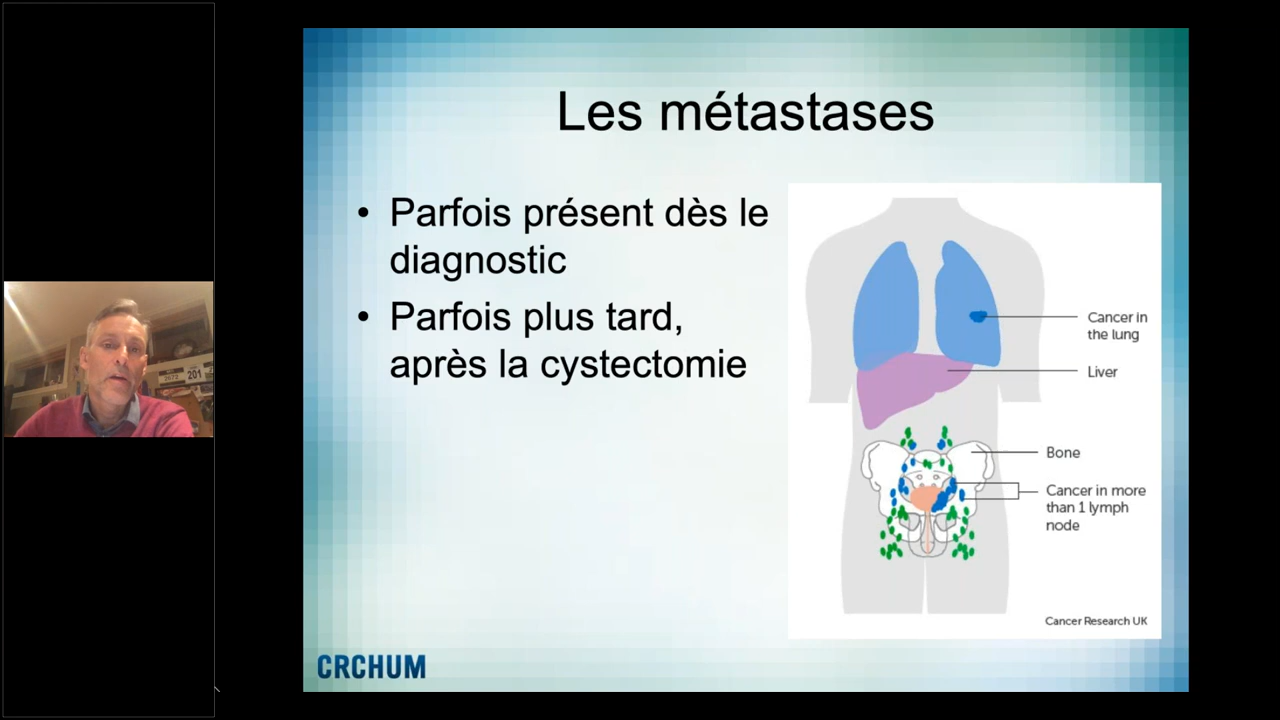 Les métastases
• Parfois présent dès le
diagnostic
• Parfois plus tard,
après la cystectomie
Cancer in
the lung
Liver
Bone
Cancer in more
than 1 lymph
node
Cancer Research UK
CRCHUM
201